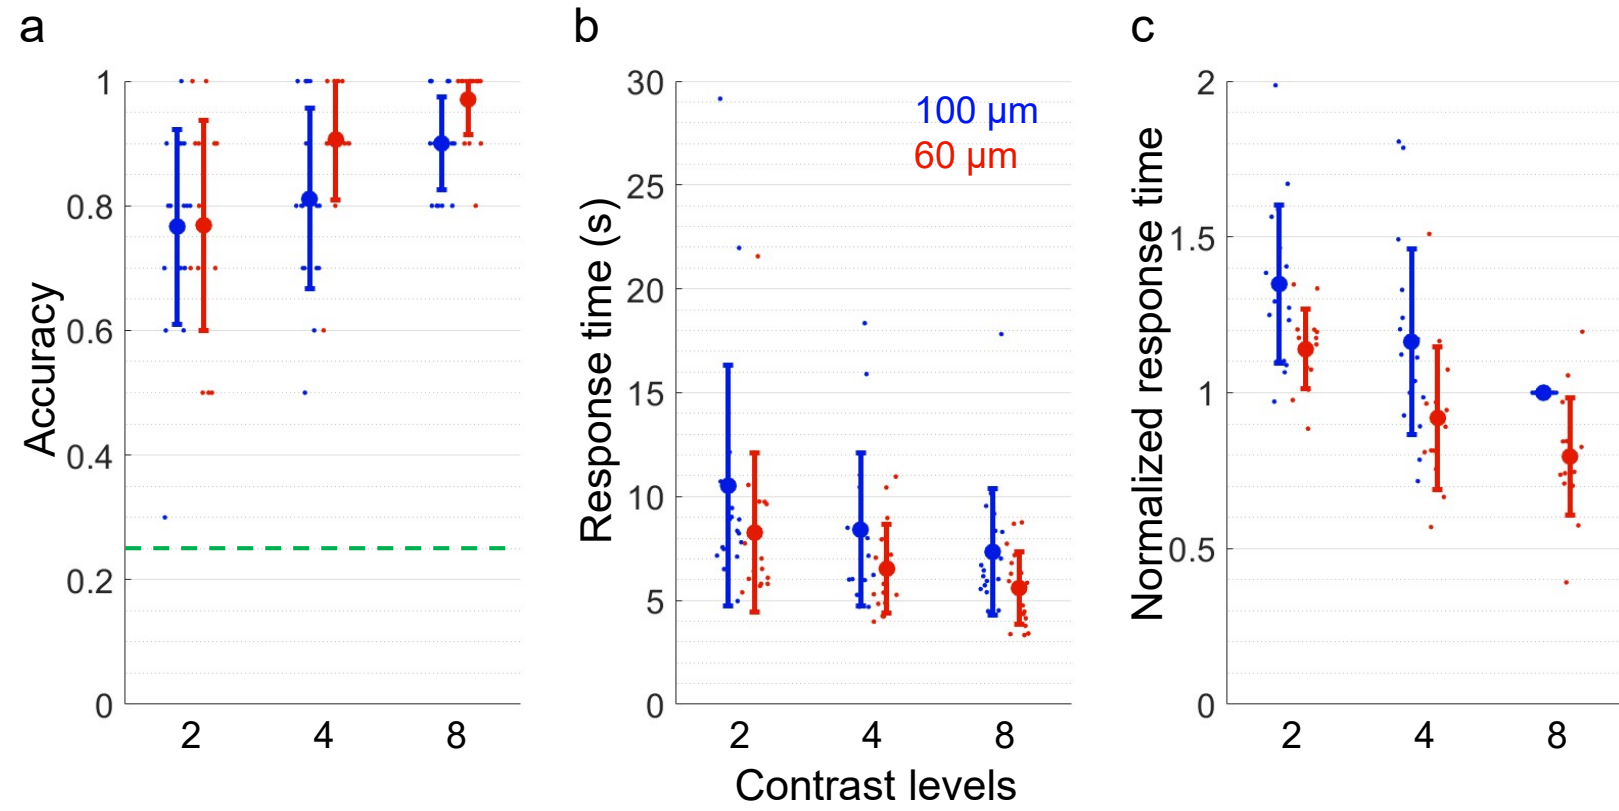 a
Accuracy
1
0.8
0.6
0.4
0.2
0
2 4 8
b
Response time (s)
30
25
20
15
10
5
0
100 µm
60 µm
2 4 8
Contrast levels
c
Normalized response time
2
1.5
1
0.5
0
2 4 8